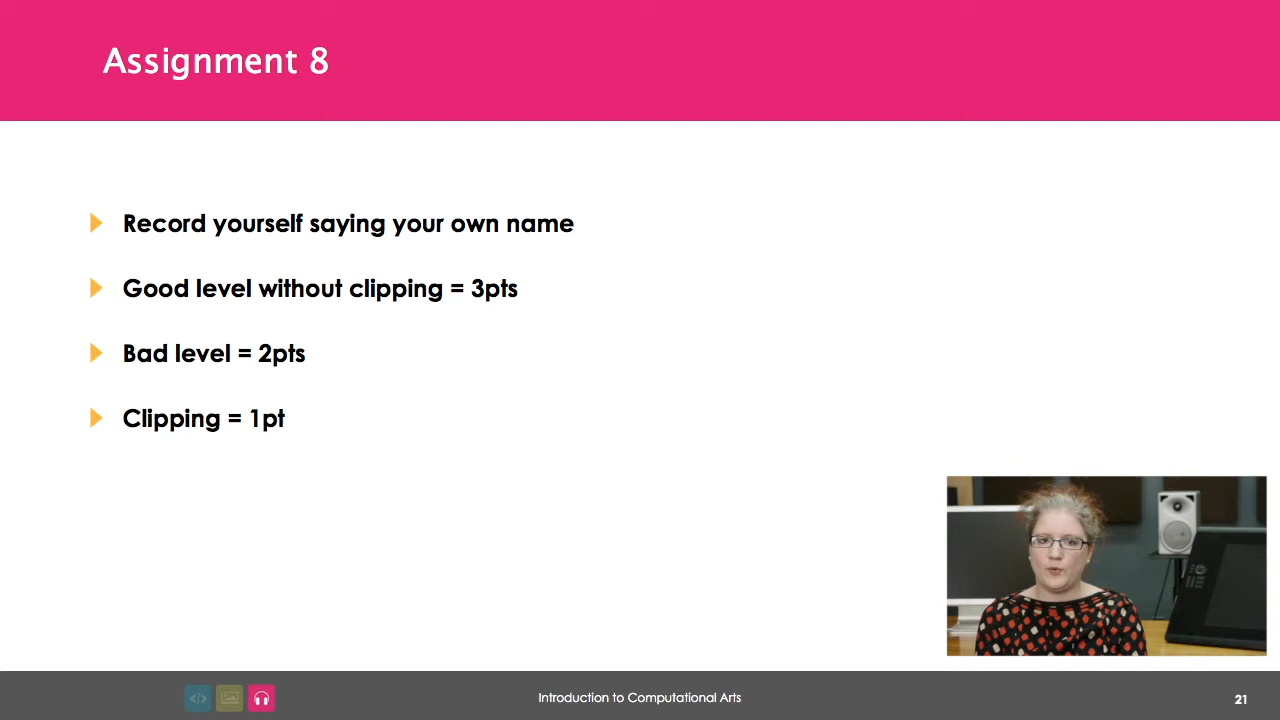 Assignment 8
Record yourself saying your own name
Good level without clipping = 3pts
Bad level = 2pts
Clipping = 1pt
</>
Introduction to Computational Arts
21